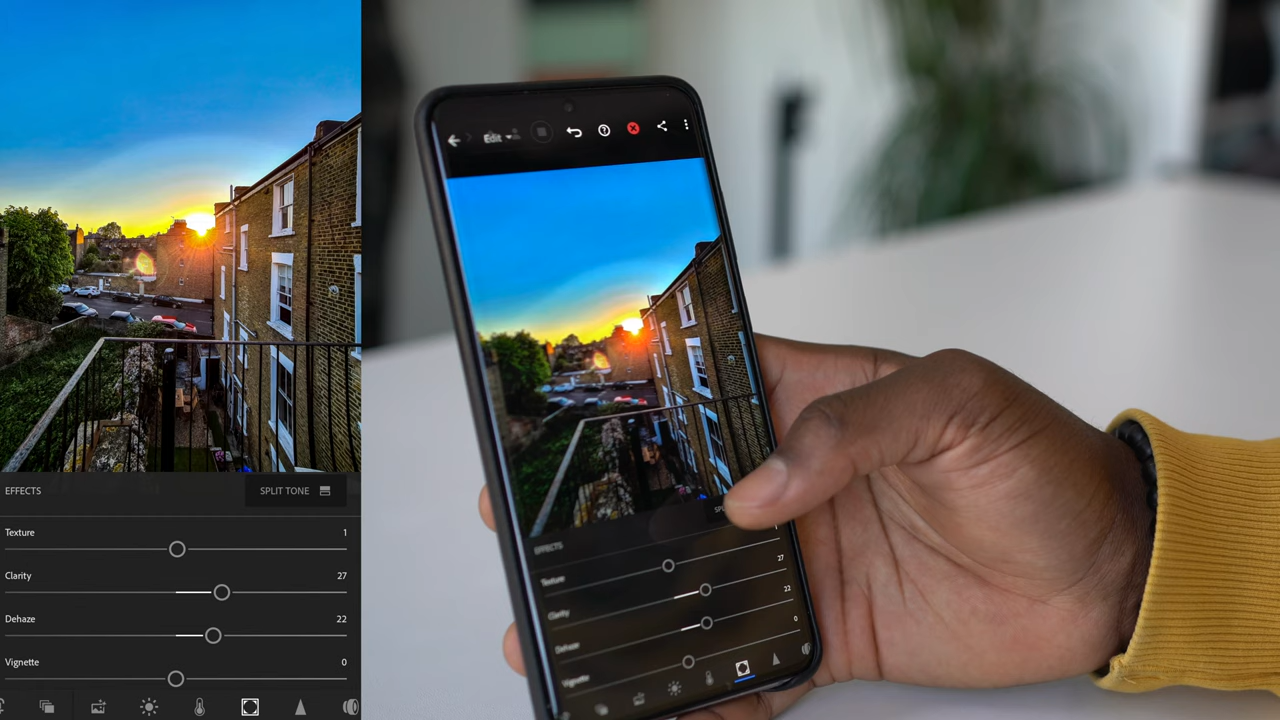 EFFECTS
SPLIT TONE
Texture 1
Clarity 27
Dehaze 22
Vignette 0
Edit
SP
EFFECTS
Texture
27
Clarity
22
Dehaze
0
Vignette